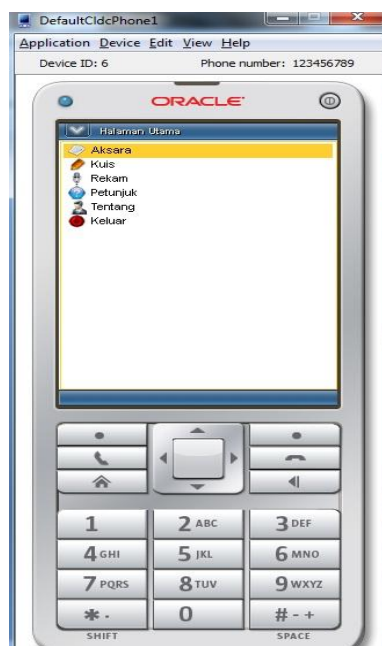 DefaultCldcPhone1
Application Device Edit View Help
Device ID: 6 Phone number: 123456789
ORACLE
Halaman Utama
Aksara
Kuis
Rekam
Petunjuk
Tentang
Keluar
1 2 ABC 3 DEF
4 GHI 5 JKL 6 MNO
7 PQRS 8 TUV 9 WXYZ
* . 0 # - +
SHIFT SPACE